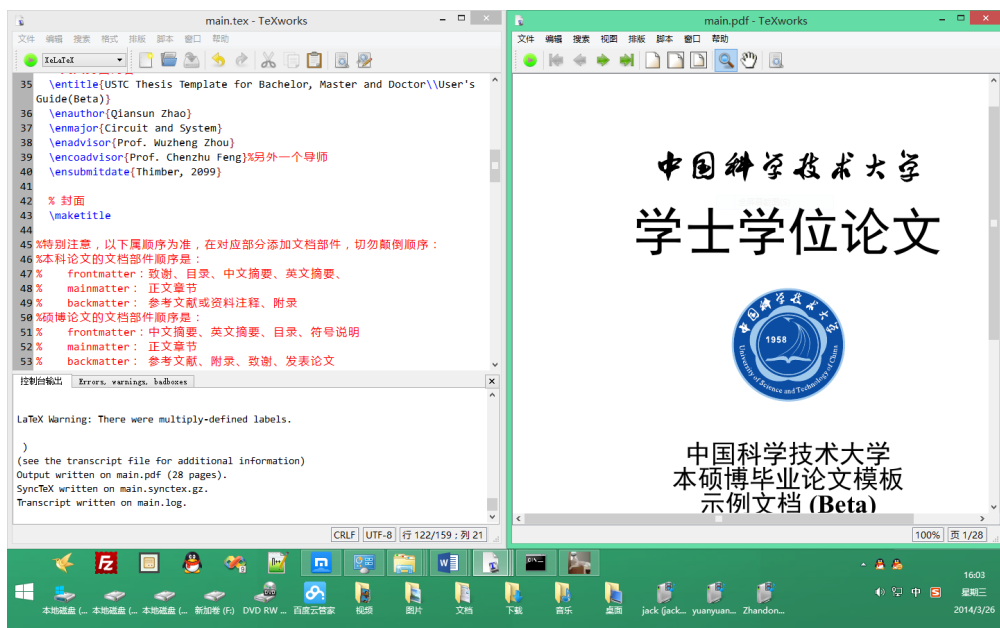 main.tex - TeXworks
文件 编辑 搜索 格式 排版 脚本 窗口 帮助
XeLaTeX
35 \entitle{USTC Thesis Template for Bachelor, Master and Doctor\\User's
Guide(Beta)}
36 \enauthor{Qiansun Zhao}
37 \enmajor{Circuit and System}
38 \enadvisor{Prof. Wuzheng Zhou}
39 \encoadvisor{Prof. Chenzhu Feng}%另外一个导师
40 \ensubmitdate{Thimber, 2099}
41
42 % 封面
43 \maketitle
44
45 %特别注意，以下属顺序为准，在对应部分添加文档部件，切勿颠倒顺序：
46 %本科论文的文档部件顺序是：
47 % frontmatter：致谢、目录、中文摘要、英文摘要、
48 % mainmatter： 正文章节
49 % backmatter： 参考文献或资料注释、附录
50 %硕博论文的文档部件顺序是：
51 % frontmatter：中文摘要、英文摘要、目录、符号说明
52 % mainmatter： 正文章节
53 % backmatter： 参考文献、附录、致谢、发表论文
控制台输出 Errors, warnings, badboxes
LaTeX Warning: There were multiply-defined labels.
)
(see the transcript file for additional information)
Output written on main.pdf (28 pages).
SyncTeX written on main.synctex.gz.
Transcript written on main.log.
CRLF UTF-8 行 122/159 : 列 21
main.pdf - TeXworks
文件 编辑 搜索 视图 排版 脚本 窗口 帮助
中国科学技术大学
学士学位论文
中国科学技术大学
1958
University of Science and Technology of China
中国科学技术大学
本硕博毕业论文模板
示例文档 (Beta)
100% 页 1/28
本地磁盘 (... 本地磁盘 (... 本地磁盘 (... 新加卷 (F:) DVD RW ... 百度云管家 视频 图片 文档 下载 音乐 桌面 jack (jack... yuanyuan... Zhandon...
中
16:03
星期三
2014/3/26